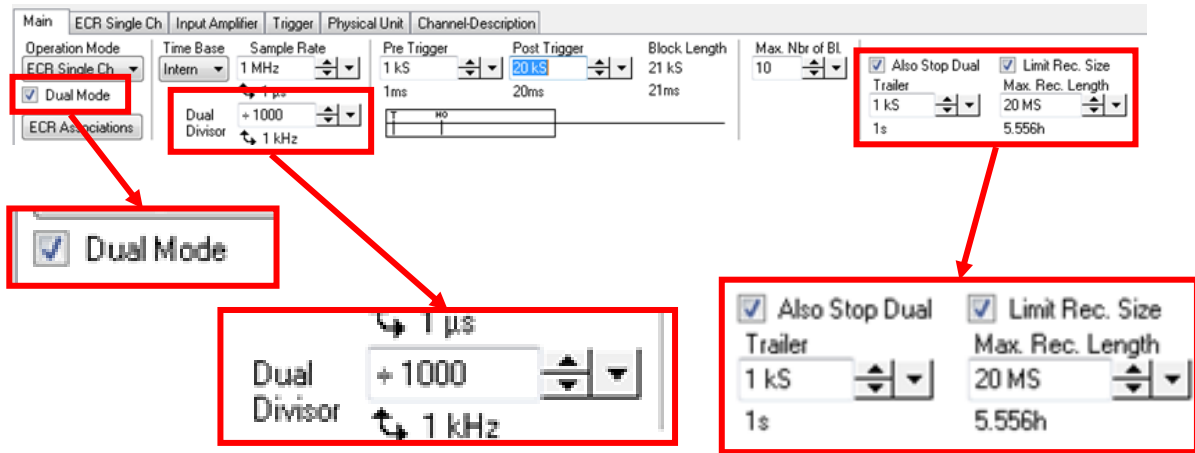 Main ECR Single Ch Input Amplifier Trigger Physical Unit Channel-Description
Operation Mode Time Base Sample Rate Pre Trigger Post Trigger Block Length Max. Nbr of Bl.
ECR Single Ch Intern 1 MHz 1 kS 20 kS 21 kS 10 Also Stop Dual Limit Rec. Size
Dual Mode 1 µs 1ms 20ms 21ms Trailer Max. Rec. Length
ECR Associations Dual Divisor ÷ 1000 T HO 1 kS 20 MS
1 kHz 1s 5.556h
Dual Mode
1 µs
Dual Divisor ÷ 1000
1 kHz
Also Stop Dual Limit Rec. Size
Trailer Max. Rec. Length
1 kS 20 MS
1s 5.556h